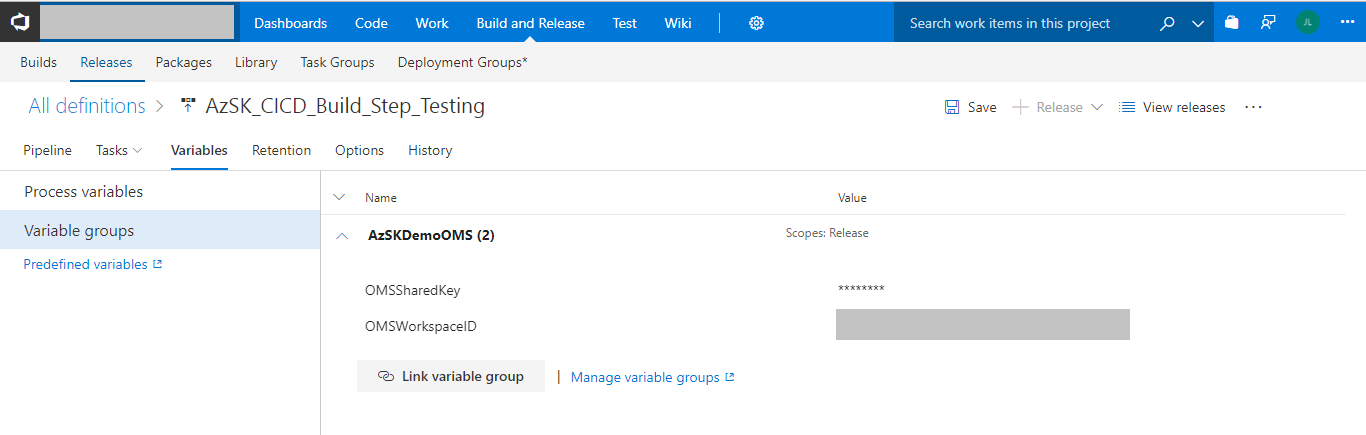 Dashboards Code Work Build and Release Test Wiki Search work items in this project JL ···
Builds Releases Packages Library Task Groups Deployment Groups*
All definitions > AzSK_CICD_Build_Step_Testing Save + Release View releases ···
Pipeline Tasks Variables Retention Options History
Process variables
Variable groups
Predefined variables
Name Value
AzSKDemoOMS (2) Scopes: Release
OMSSharedKey ********
OMSWorkspaceID
Link variable group | Manage variable groups